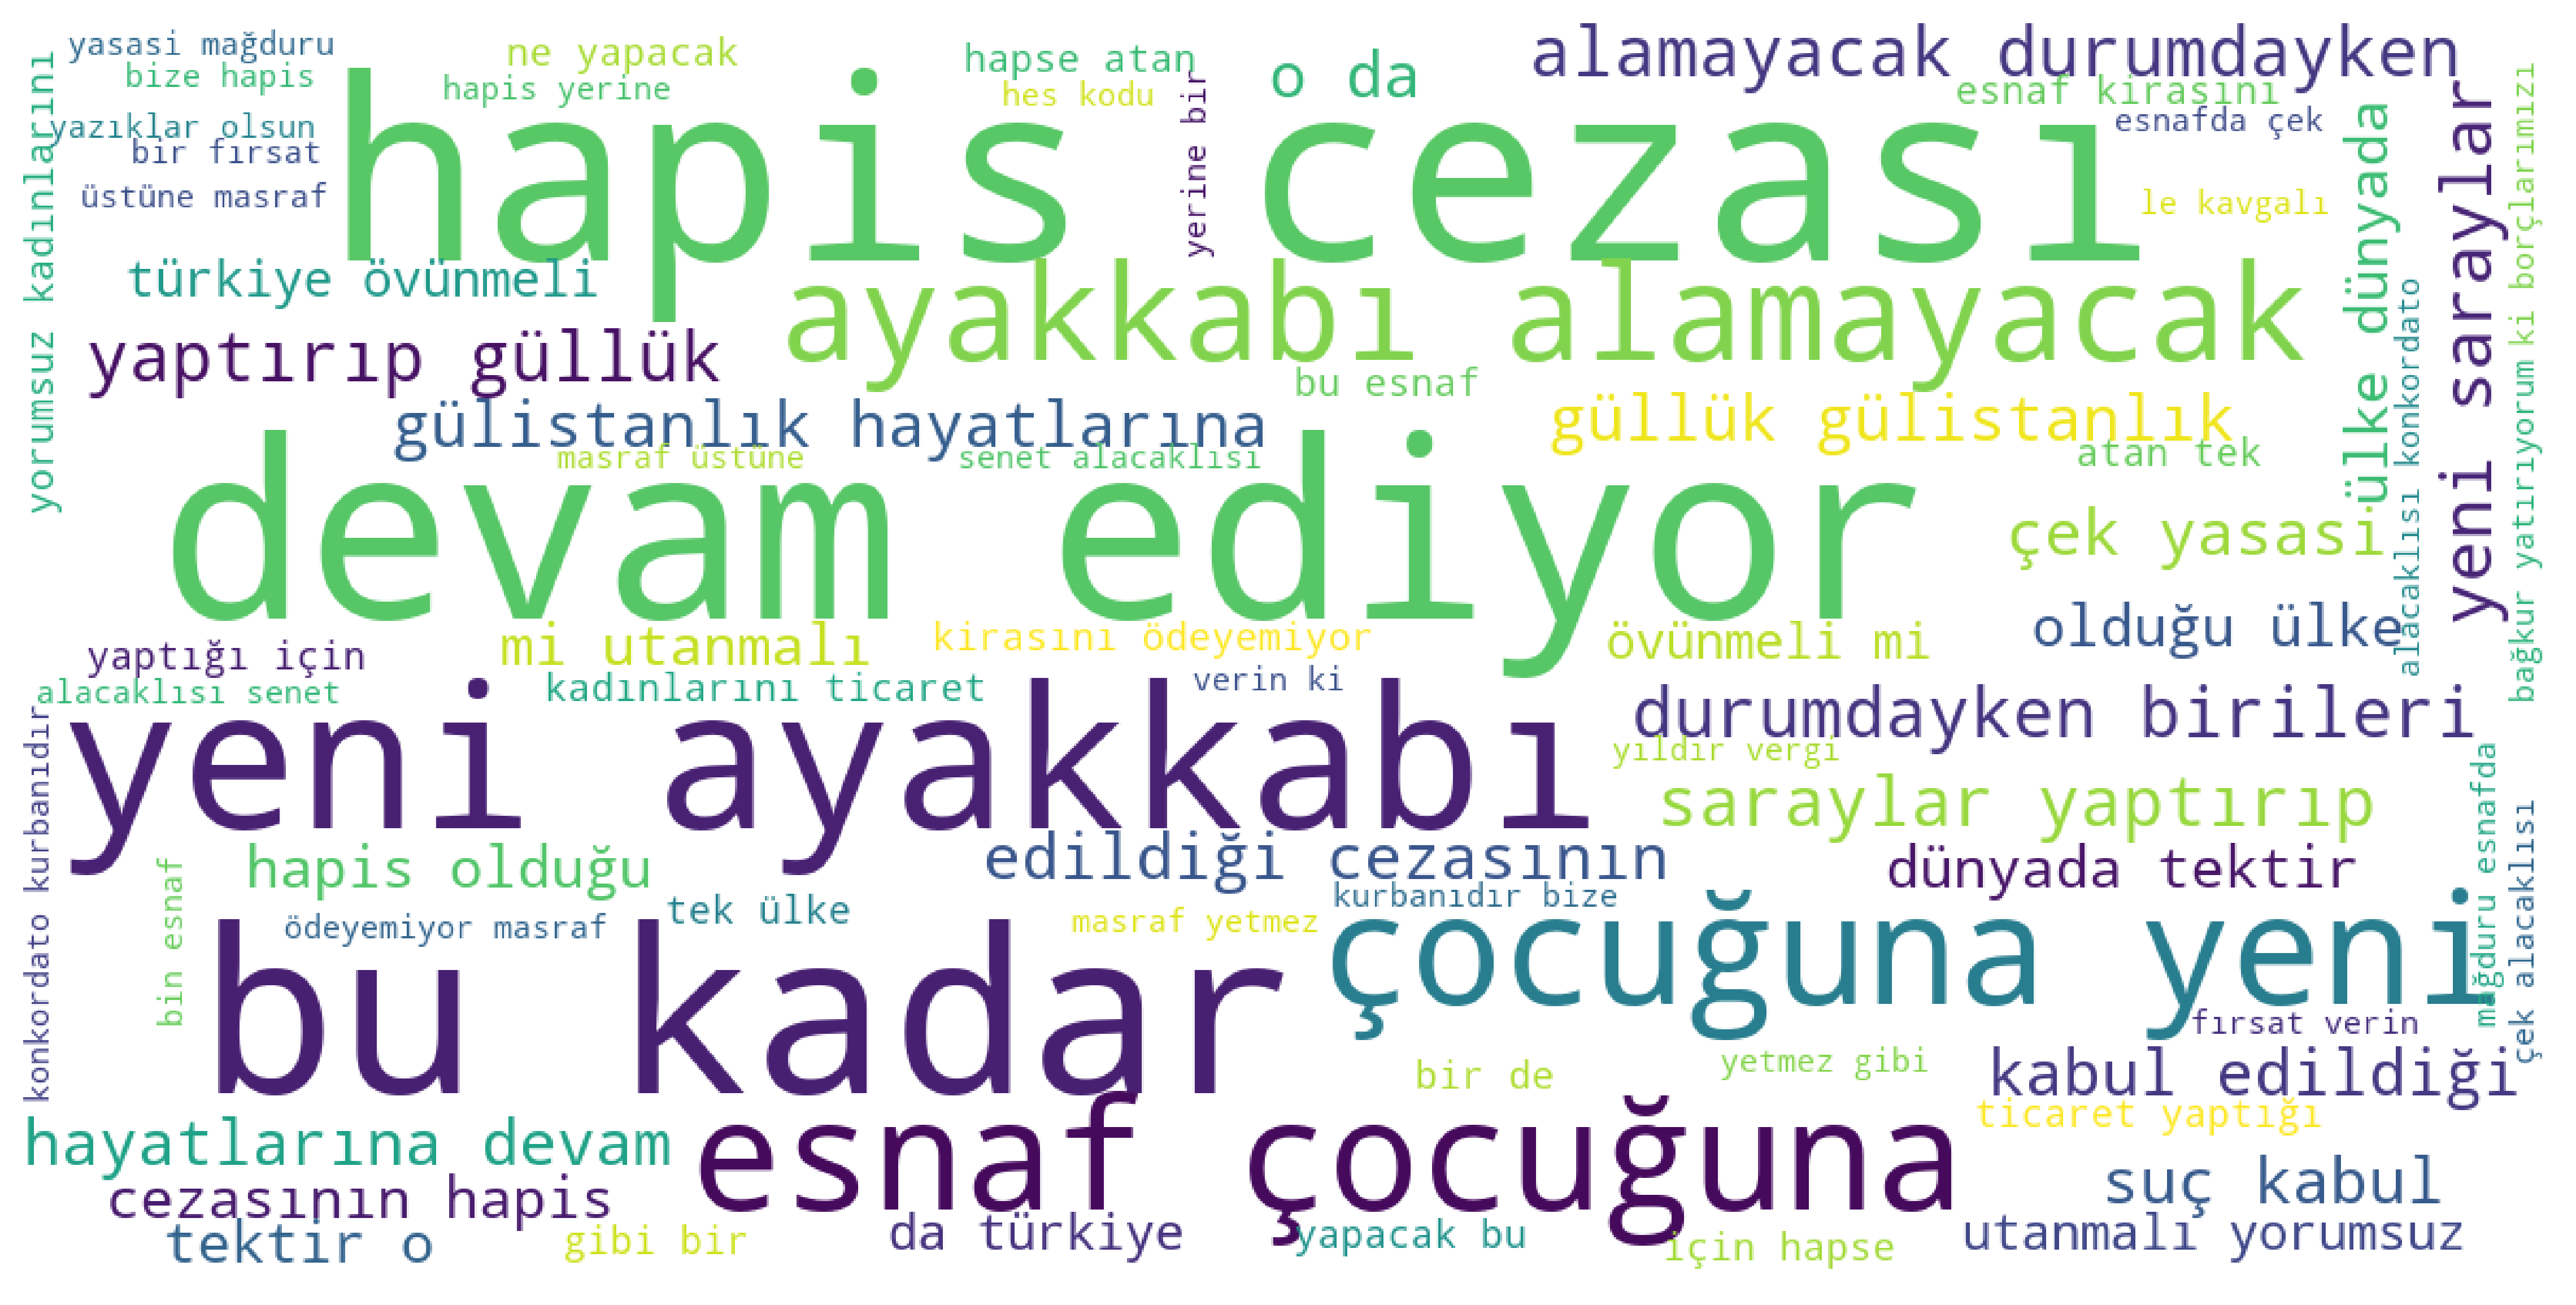 yasasi mağduru
ne yapacak
hapse atan
o da
alamayacak durumdayken
bize hapis
hapis yerine
hes kodu
esnaf kirasını
yazıklar olsun
bir fırsat
esnafda çek
üstüne masraf
hapis cezası
yerine bir
le kavgalı
yorumsuz kadınlarını
ülke dünyada
yeni saraylar
bağkur yatırıyorum ki borçlarımızı
türkiye övünmeli
ayakkabı alamayacak
yaptırıp güllük
bu esnaf
gülistanlık hayatlarına
güllük gülistanlık
masraf üstüne
senet alacaklısı
atan tek
alacaklısı konkordato
devam ediyor
çek yasasi
yaptığı için
mi utanmalı
kirasını ödeyemiyor
övünmeli mi
olduğu ülke
alacaklısı senet
kadınlarını ticaret
verin ki
yeni ayakkabı
durumdayken birileri
yıldır vergi
saraylar yaptırıp
konkordato kurbanıdır
hapis olduğu
edildiği cezasının
dünyada tektir
mağduru esnafda
çek alacaklısı
bin esnaf
ödeyemiyor masraf
tek ülke
masraf yetmez
kurbanıdır bize
bu kadar
çocuğuna yeni
fırsat verin
bir de
yetmez gibi
kabul edildiği
hayatlarına devam
esnaf çocuğuna
ticaret yaptığı
cezasının hapis
suç kabul
tektir o
gibi bir
da türkiye
yapacak bu
için hapse
utanmalı yorumsuz